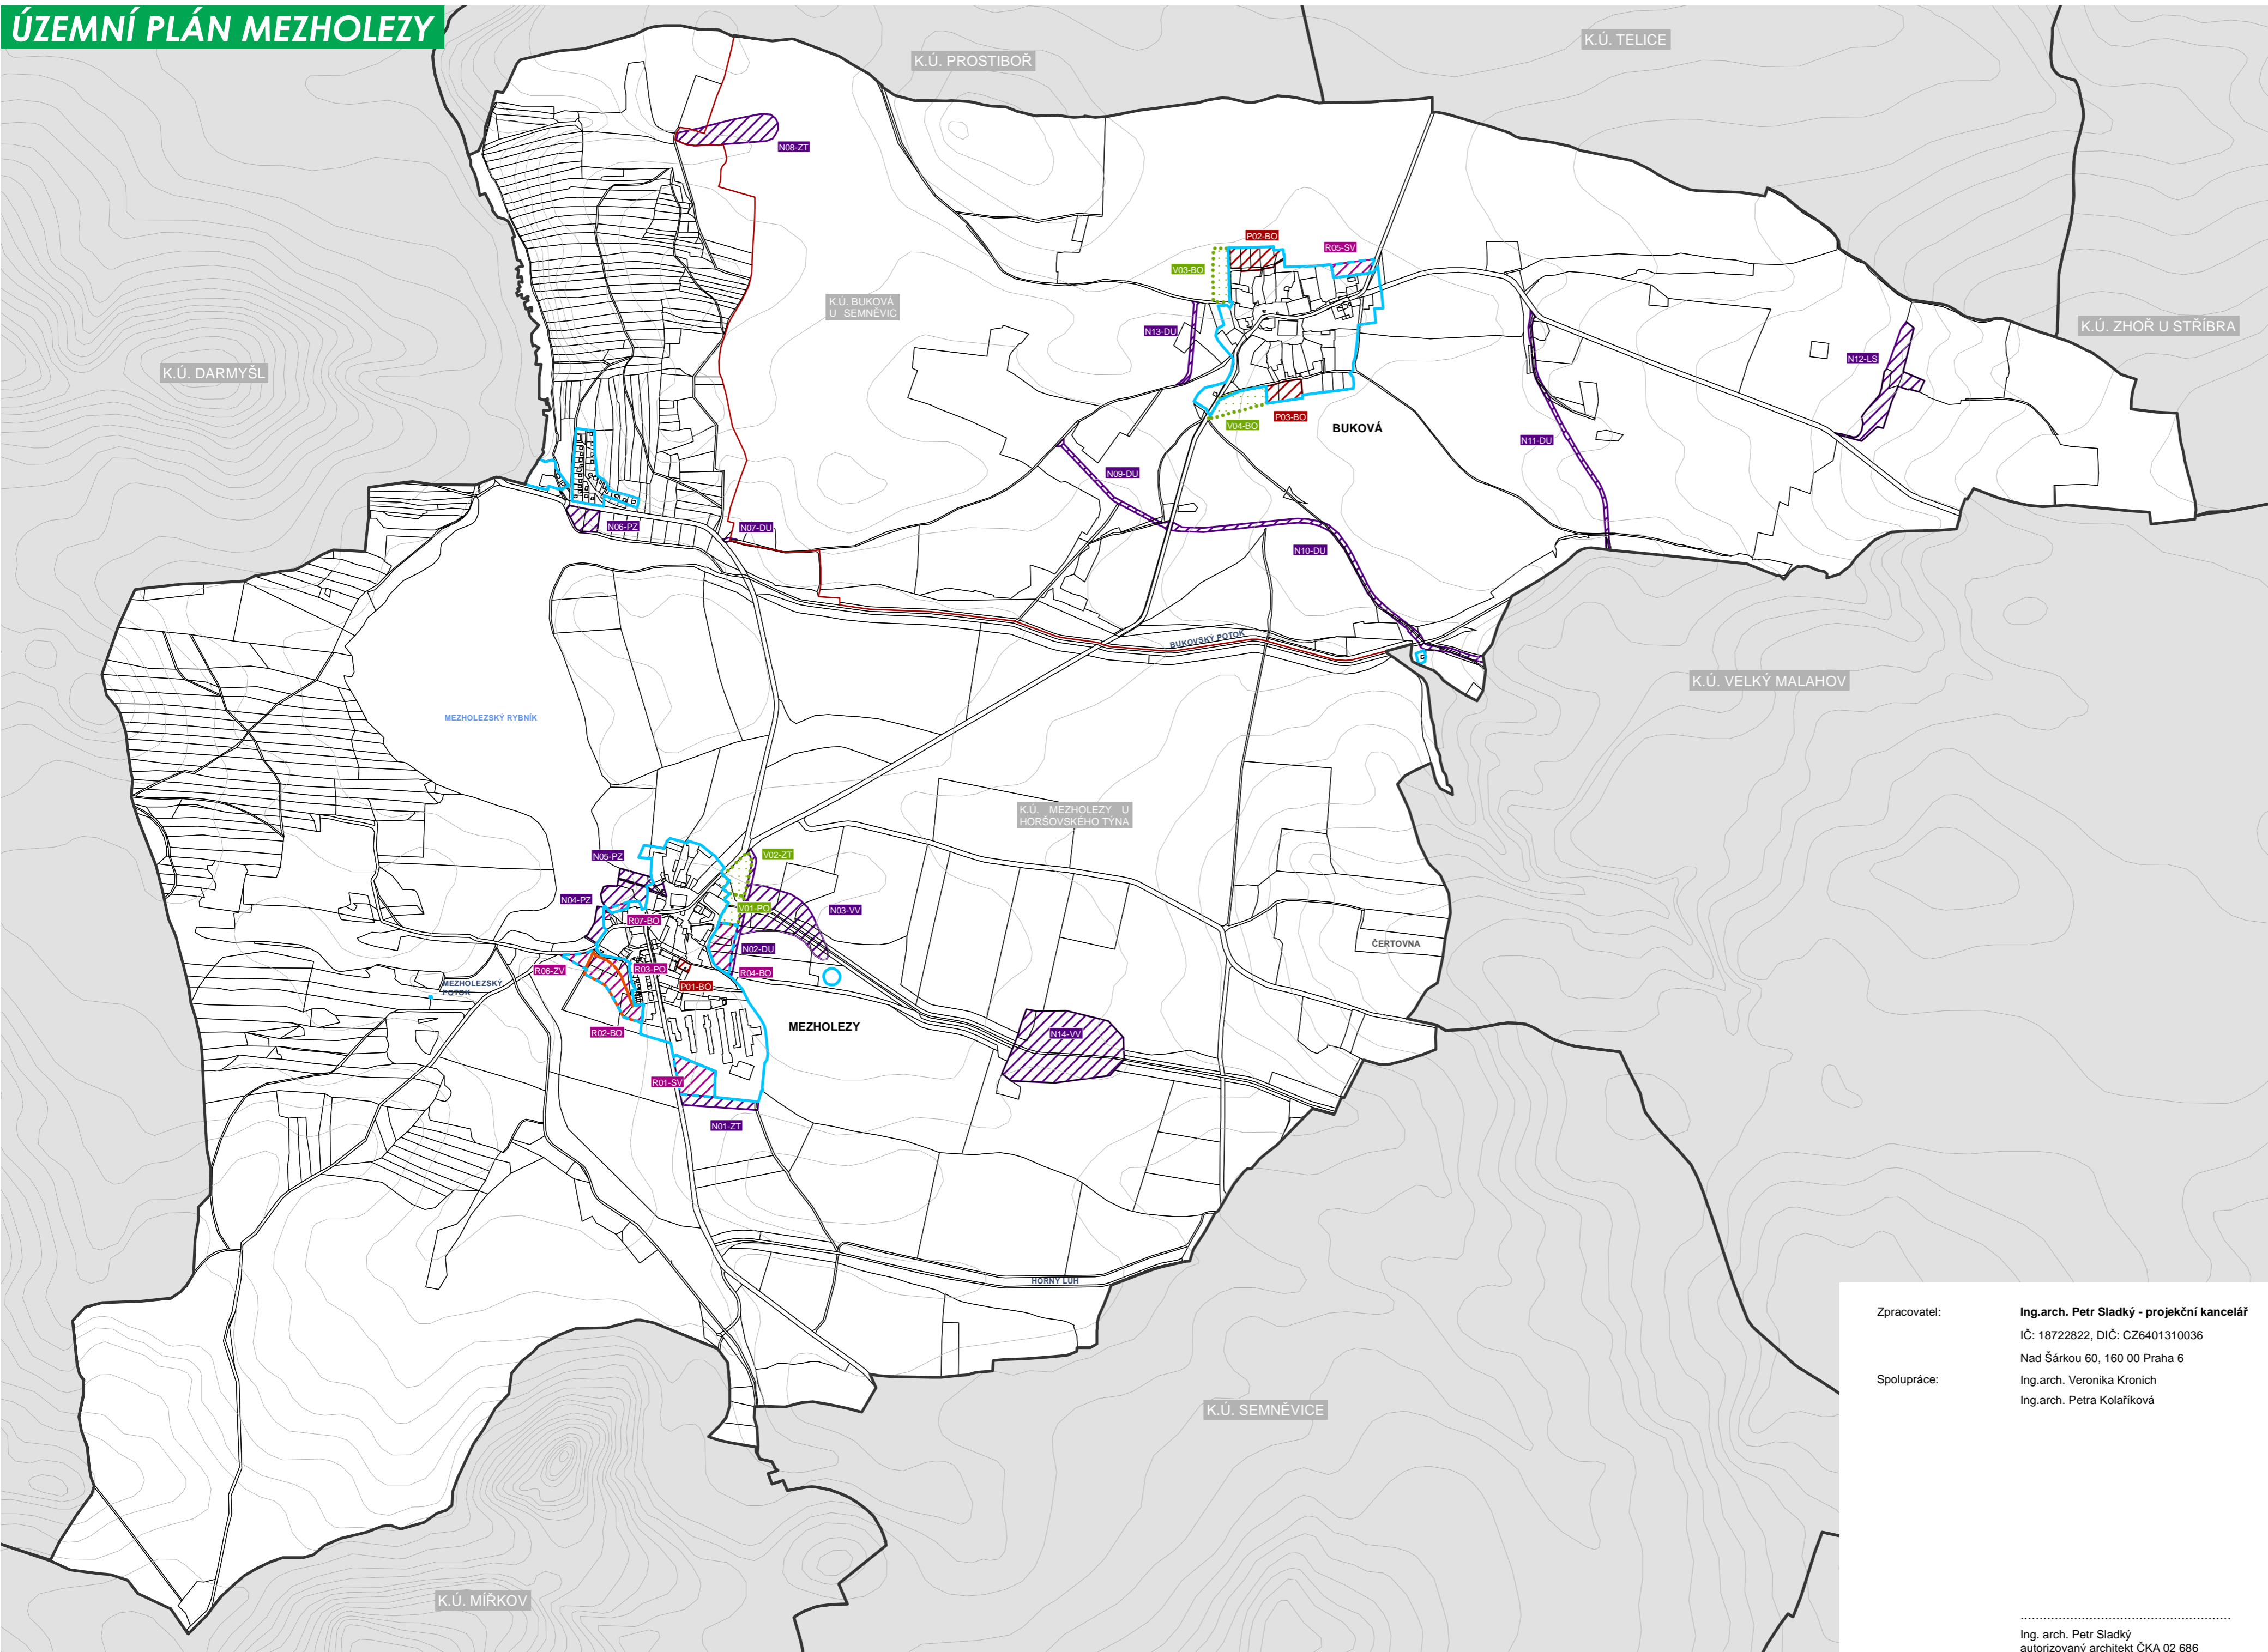 ÚZEMNÍ PLÁN MEZHOLEZY
K.Ú. TELICE
K.Ú. PROSTIBOŘ
N08-ZT
P02-BO
R05-SV
V03-BO
K.Ú. BUKOVÁ
U SEMNĚVIC
K.Ú. ZHOŘ U STŘÍBRA
N13-DU
N12-LS
K.Ú. DARMYŠL
P03-BO
V04-BO
BUKOVÁ
N11-DU
N09-DU
N06-PZ
N07-DU
N10-DU
BUKOVSKÝ POTOK
K.Ú. VELKÝ MALAHOV
MEZHOLEZSKÝ RYBNÍK
K.Ú. MEZHOLEZY U
HORŠOVSKÉHO TÝNA
N05-PZ
V02-ZT
N04-PZ
V01-PO
N03-VV
R07-BO
ČERTOVNA
N02-DU
R06-ZV
R03-PO
R04-BO
MEZHOLEZSKÝ
POTOK
P01-BO
MEZHOLEZY
R02-BO
N14-VV
R01-SV
N01-ZT
HORNÝ LUH
Zpracovatel:
Ing.arch. Petr Sladký - projekční kancelář
IČ: 18722822, DIČ: CZ6401310036
Nad Šárkou 60, 160 00 Praha 6
Spolupráce:
Ing.arch. Veronika Kronich
Ing.arch. Petra Kolaříková
K.Ú. SEMNĚVICE
K.Ú. MÍŘKOV
Ing. arch. Petr Sladký
autorizovaný architekt ČKA 02 686